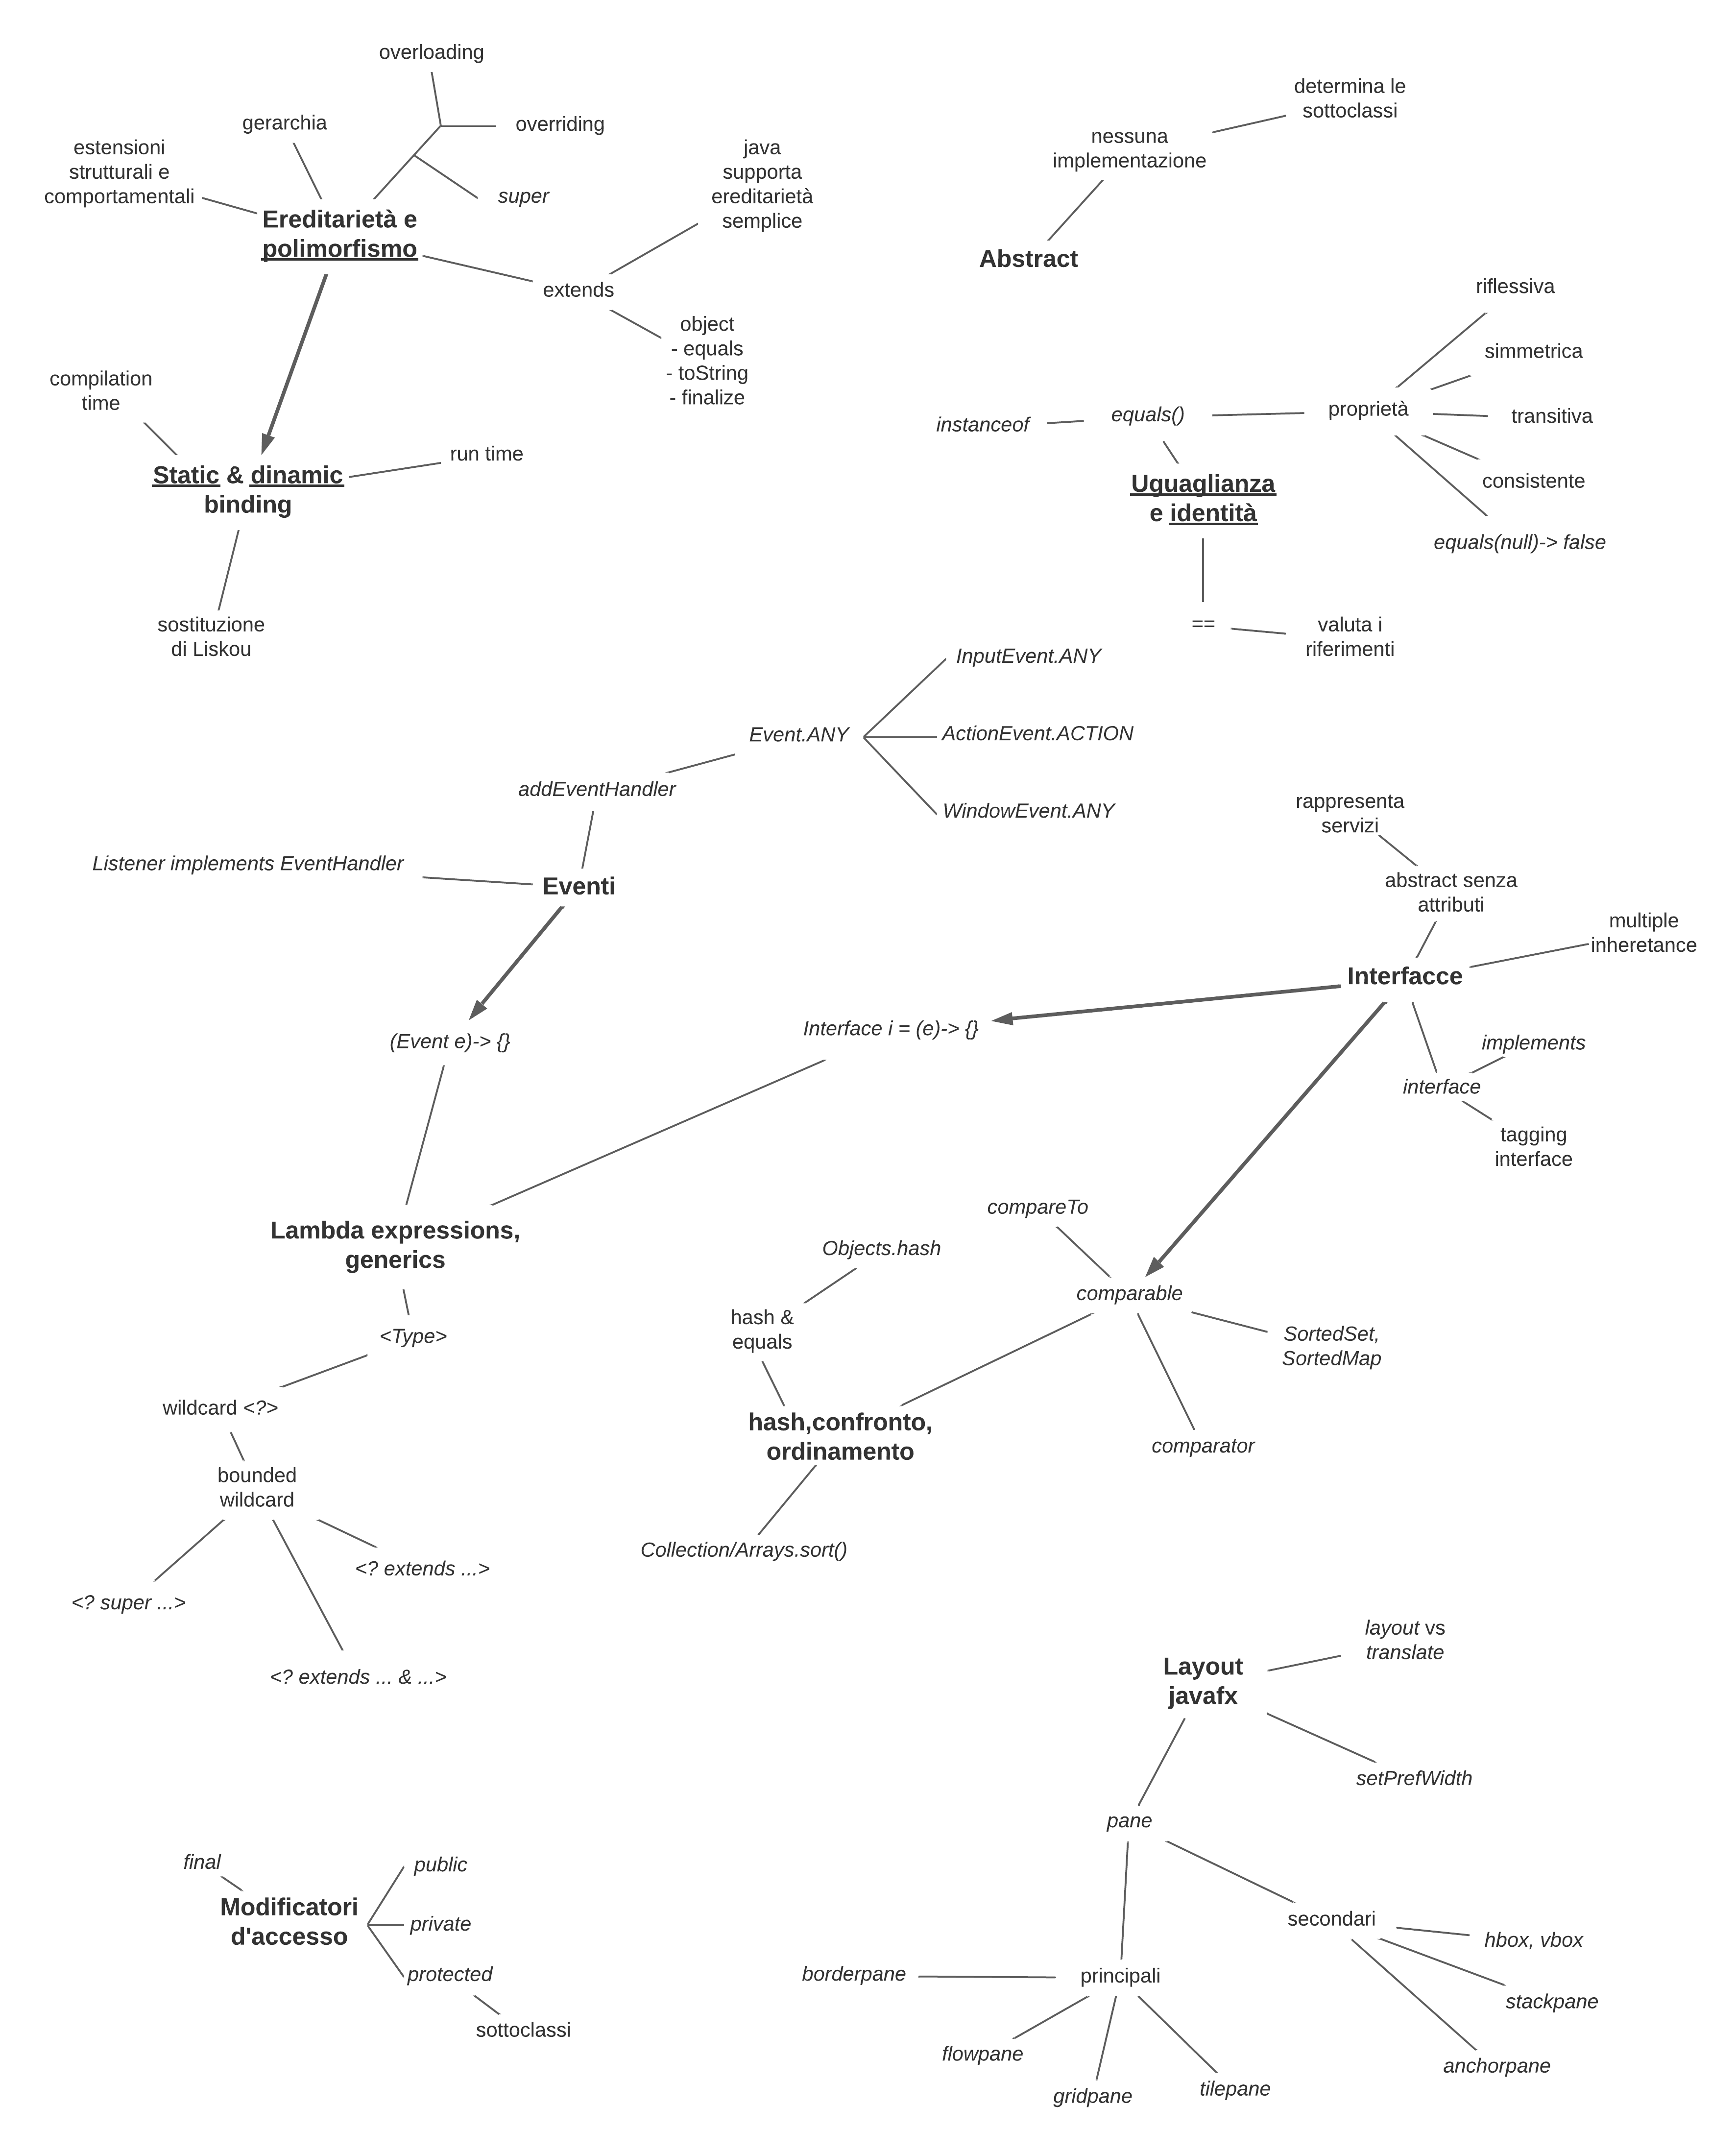 overloading
gerarchia
overriding
estensioni
strutturali e
comportamentali
super
Ereditarietà e
polimorfismo
java
supporta
ereditarietà
semplice
extends
object
- equals
- toString
- finalize
compilation
time
run time
Static & dinamic
binding
sostituzione
di Liskou
determina le
sottoclassi
nessuna
implementazione
Abstract
riflessiva
simmetrica
instanceof
equals()
proprietà
transitiva
consistente
equals(null)-> false
Uguaglianza
e identità
==
valuta i
riferimenti
InputEvent.ANY
Event.ANY
ActionEvent.ACTION
WindowEvent.ANY
addEventHandler
Listener implements EventHandler
Eventi
(Event e)-> {}
rappresenta
servizi
abstract senza
attributi
multiple
inheretance
Interfacce
Interface i = (e)-> {}
implements
interface
tagging
interface
Lambda expressions,
generics
<Type>
wildcard <?>
bounded
wildcard
<? extends ...>
<? super ...>
<? extends ... & ...>
compareTo
Objects.hash
comparable
hash &
equals
SortedSet,
SortedMap
hash,confronto,
ordinamento
comparator
Collection/Arrays.sort()
layout vs
translate
Layout
javafx
setPrefWidth
pane
secondari
hbox, vbox
stackpane
anchorpane
principali
borderpane
flowpane
gridpane
tilepane
final
public
Modificatori
d'accesso
private
protected
sottoclassi